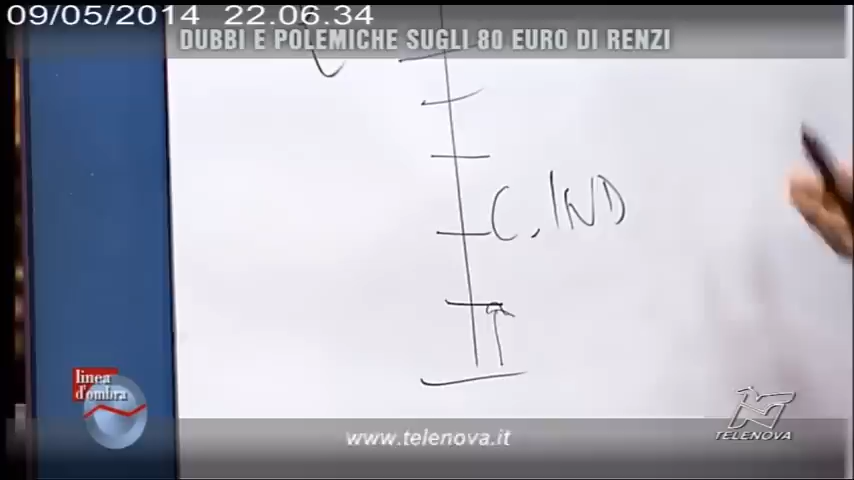 09/05/2014 22.06.34
DUBBI E POLEMICHE SUGLI 80 EURO DI RENZI
C. IND
linea
d'ombra
www.telenova.it
TELENOVA